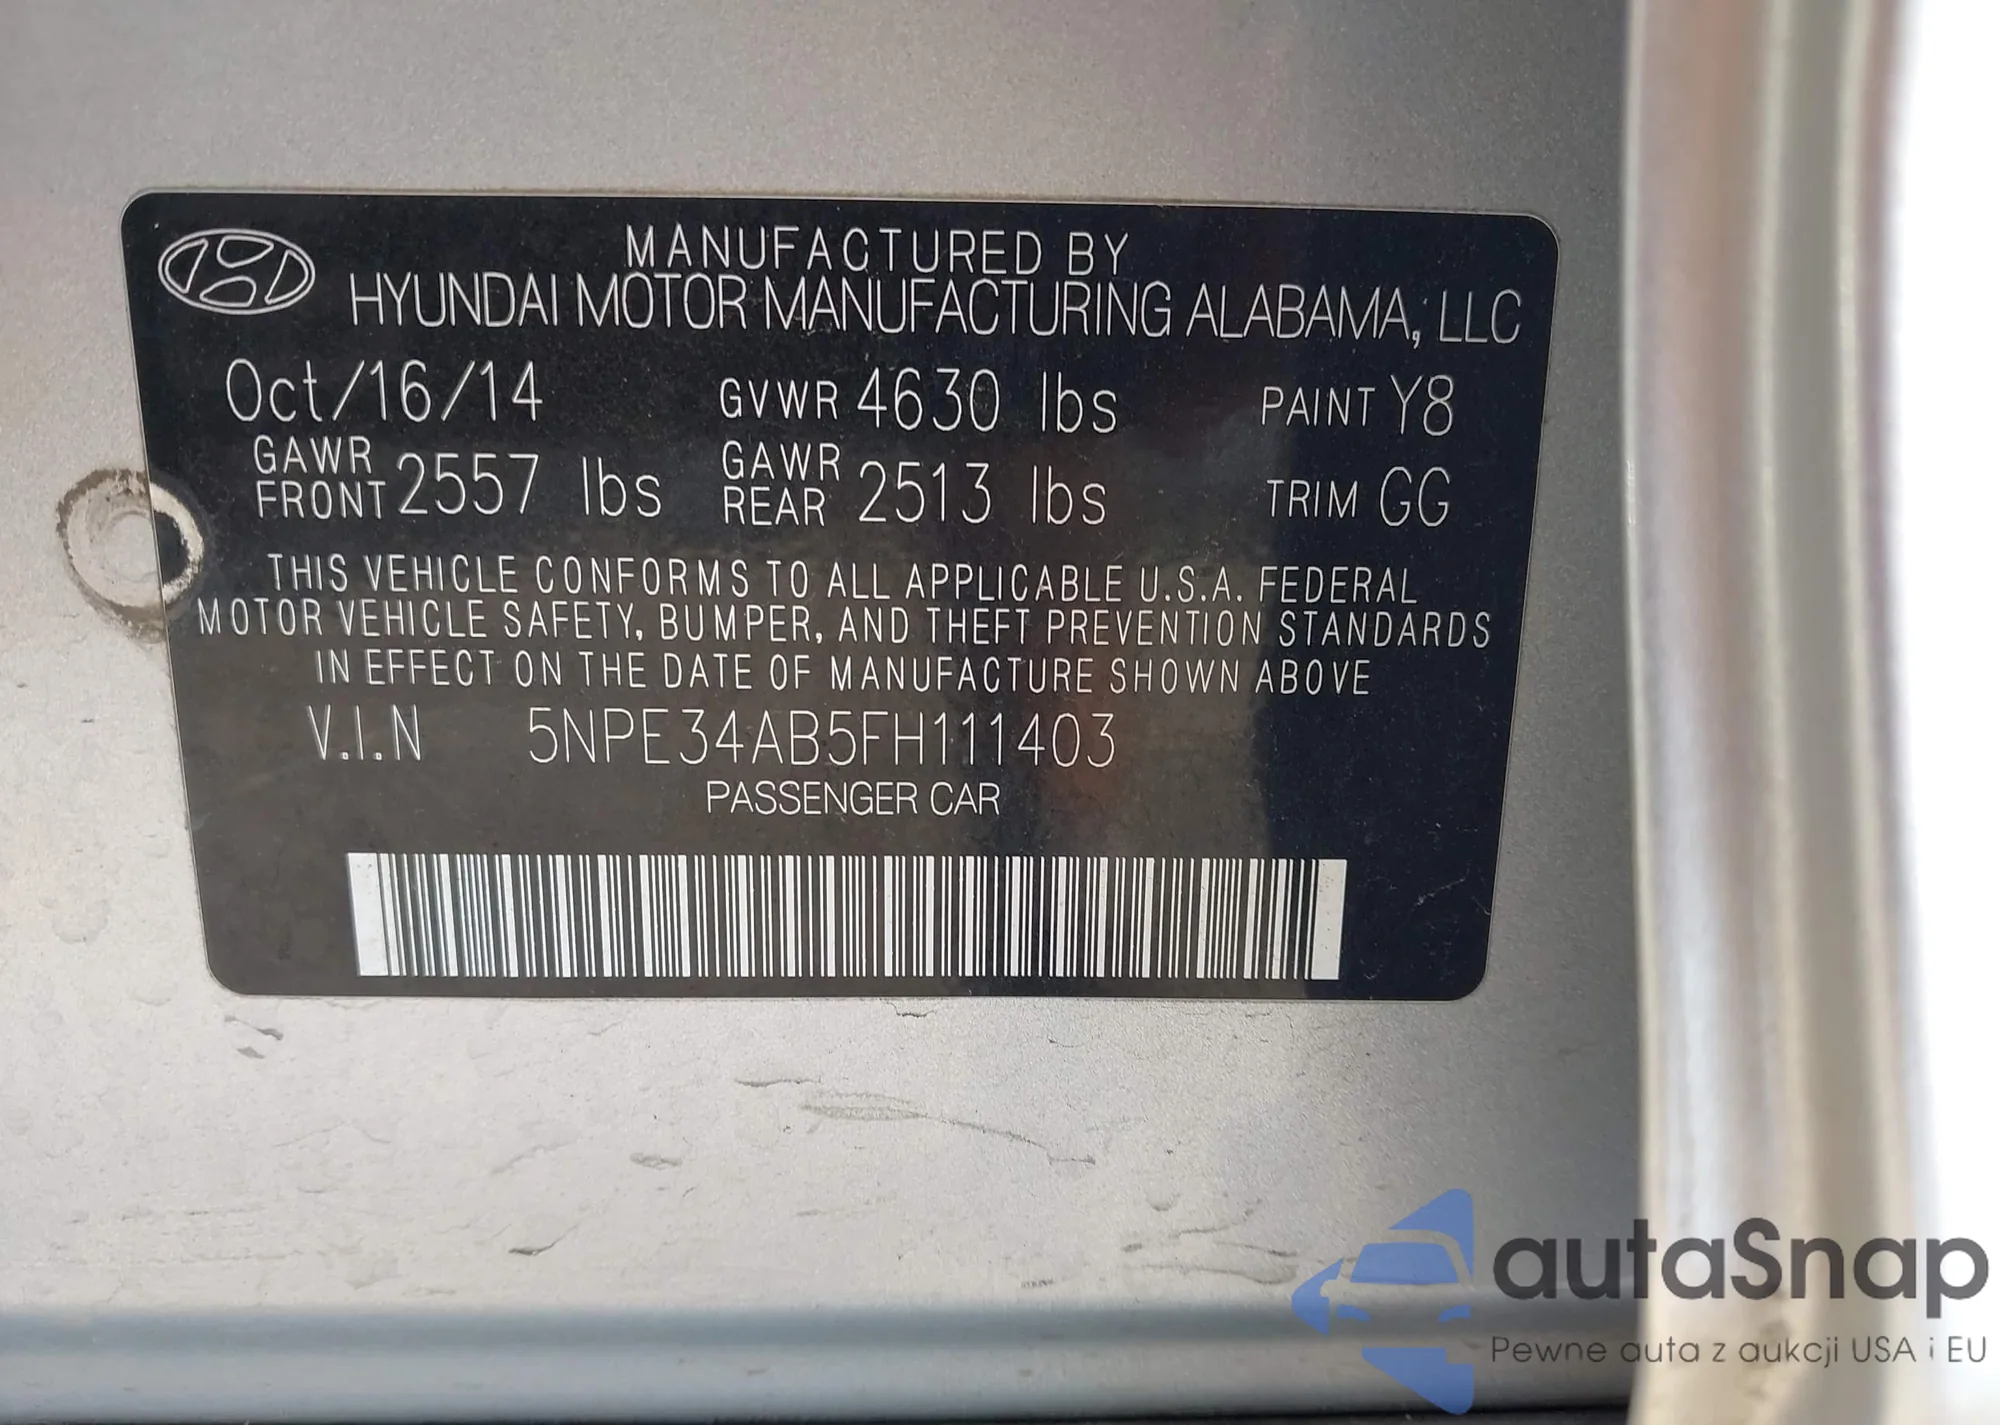 MANUFACTURED BY
HYUNDAI MOTOR MANUFACTURING ALABAMA, LLC
Oct/16/14 GVWR 4630 lbs PAINT Y8
GAWR FRONT 2557 lbs GAWR REAR 2513 lbs TRIM GG
THIS VEHICLE CONFORMS TO ALL APPLICABLE U.S.A. FEDERAL
MOTOR VEHICLE SAFETY, BUMPER, AND THEFT PREVENTION STANDARDS
IN EFFECT ON THE DATE OF MANUFACTURE SHOWN ABOVE
V.I.N 5NPE34AB5FH111403
PASSENGER CAR
autaSnap
Pewne auta z aukcji USA i EU